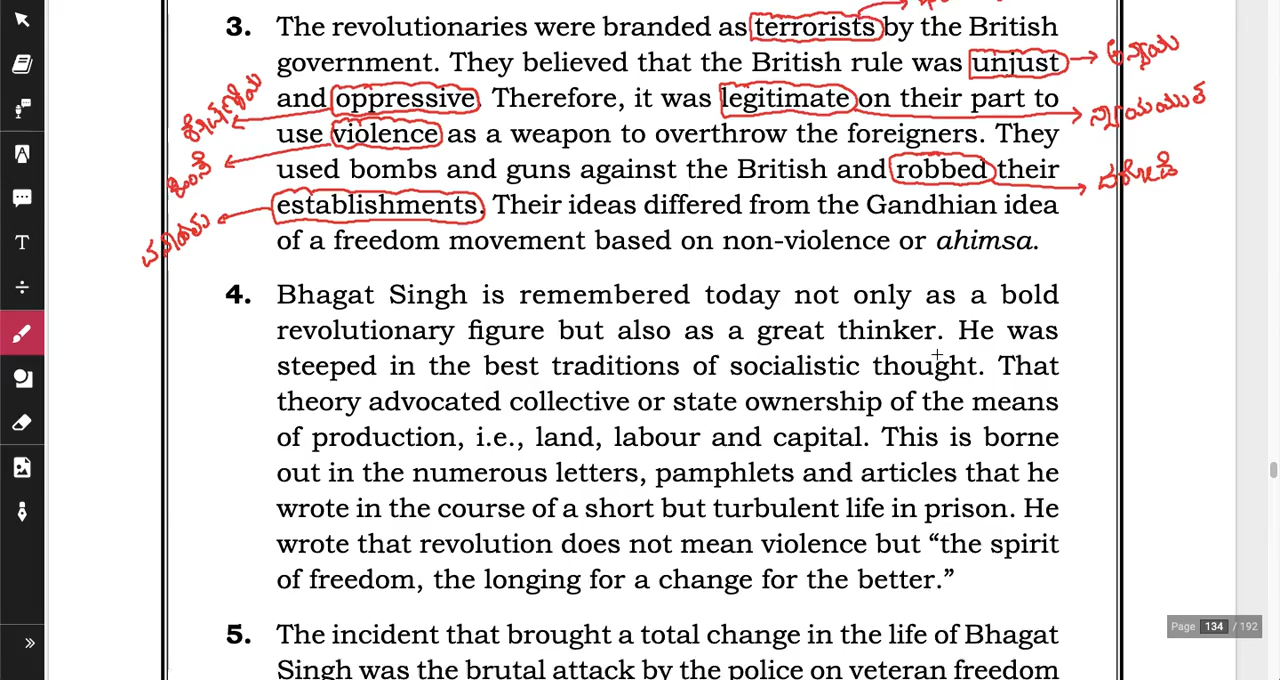 3. The revolutionaries were branded as terrorists by the British
government. They believed that the British rule was unjust → ಅನ್ಯಾಯ
and oppressive. Therefore, it was legitimate on their part to
use violence as a weapon to overthrow the foreigners. They
ಹಿಂಸೆ
used bombs and guns against the British and robbed their
establishments. Their ideas differed from the Gandhian idea
of a freedom movement based on non-violence or ahimsa.
4. Bhagat Singh is remembered today not only as a bold
revolutionary figure but also as a great thinker. He was
steeped in the best traditions of socialistic thought. That
theory advocated collective or state ownership of the means
of production, i.e., land, labour and capital. This is borne
out in the numerous letters, pamphlets and articles that he
wrote in the course of a short but turbulent life in prison. He
wrote that revolution does not mean violence but “the spirit
of freedom, the longing for a change for the better.”
5. The incident that brought a total change in the life of Bhagat
Singh was the brutal attack by the police on veteran freedom
Page 134 / 192